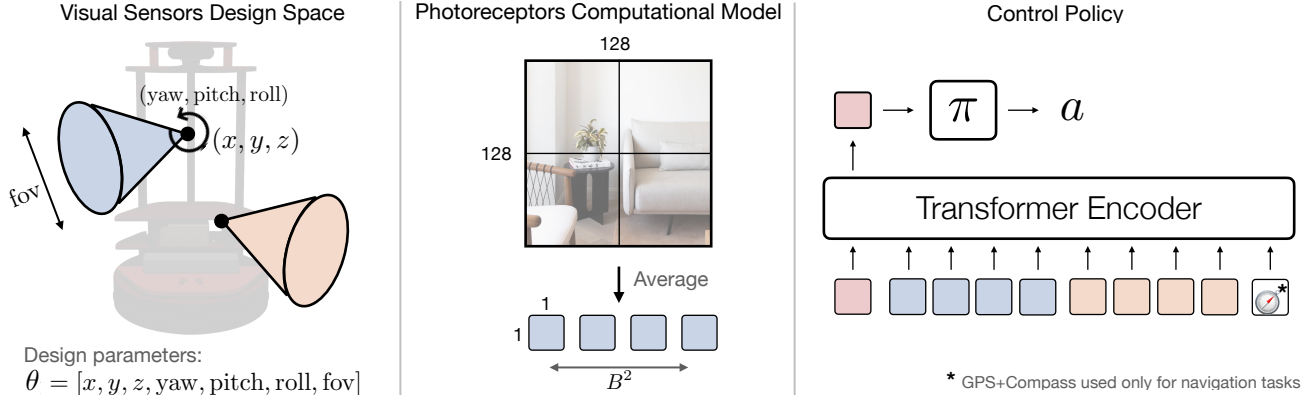 Visual Sensors Design Space
(yaw, pitch, roll)
(x, y, z)
fov
Design parameters:
θ = [x, y, z, yaw, pitch, roll, fov]
Photoreceptors Computational Model
128
128
Average
1
1
B²
Control Policy
π
a
Transformer Encoder
*
* GPS+Compass used only for navigation tasks